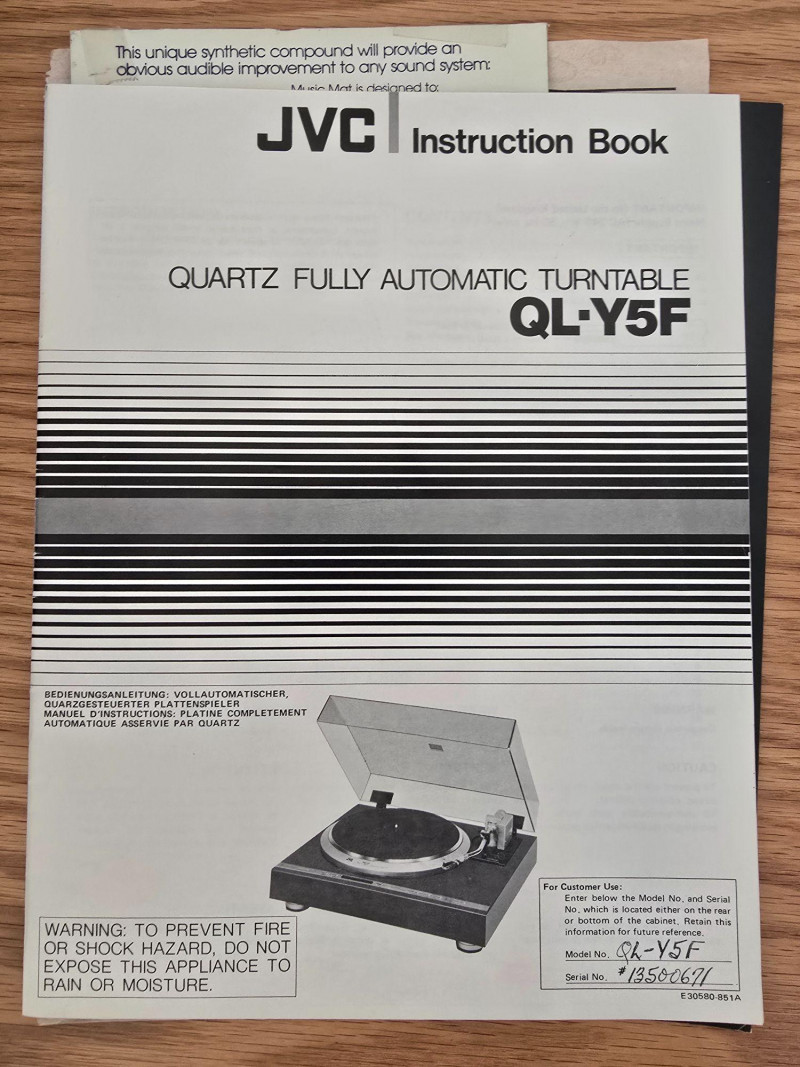 This unique synthetic compound will provide an
obvious audible improvement to any sound system:
Music Mat is designed to:
JVC Instruction Book
QUARTZ FULLY AUTOMATIC TURNTABLE
QL-Y5F
BEDIENUNGSANLEITUNG: VOLLAUTOMATISCHER,
QUARZGESTEUERTER PLATTENSPIELER
MANUEL D'INSTRUCTIONS: PLATINE COMPLETEMENT
AUTOMATIQUE ASSERVIE PAR QUARTZ
WARNING: TO PREVENT FIRE
OR SHOCK HAZARD, DO NOT
EXPOSE THIS APPLIANCE TO
RAIN OR MOISTURE.
For Customer Use:
Enter below the Model No. and Serial
No. which is located either on the rear
or bottom of the cabinet. Retain this
information for future reference.
Model No. QL-Y5F
Serial No. #13500671
E30580-851A